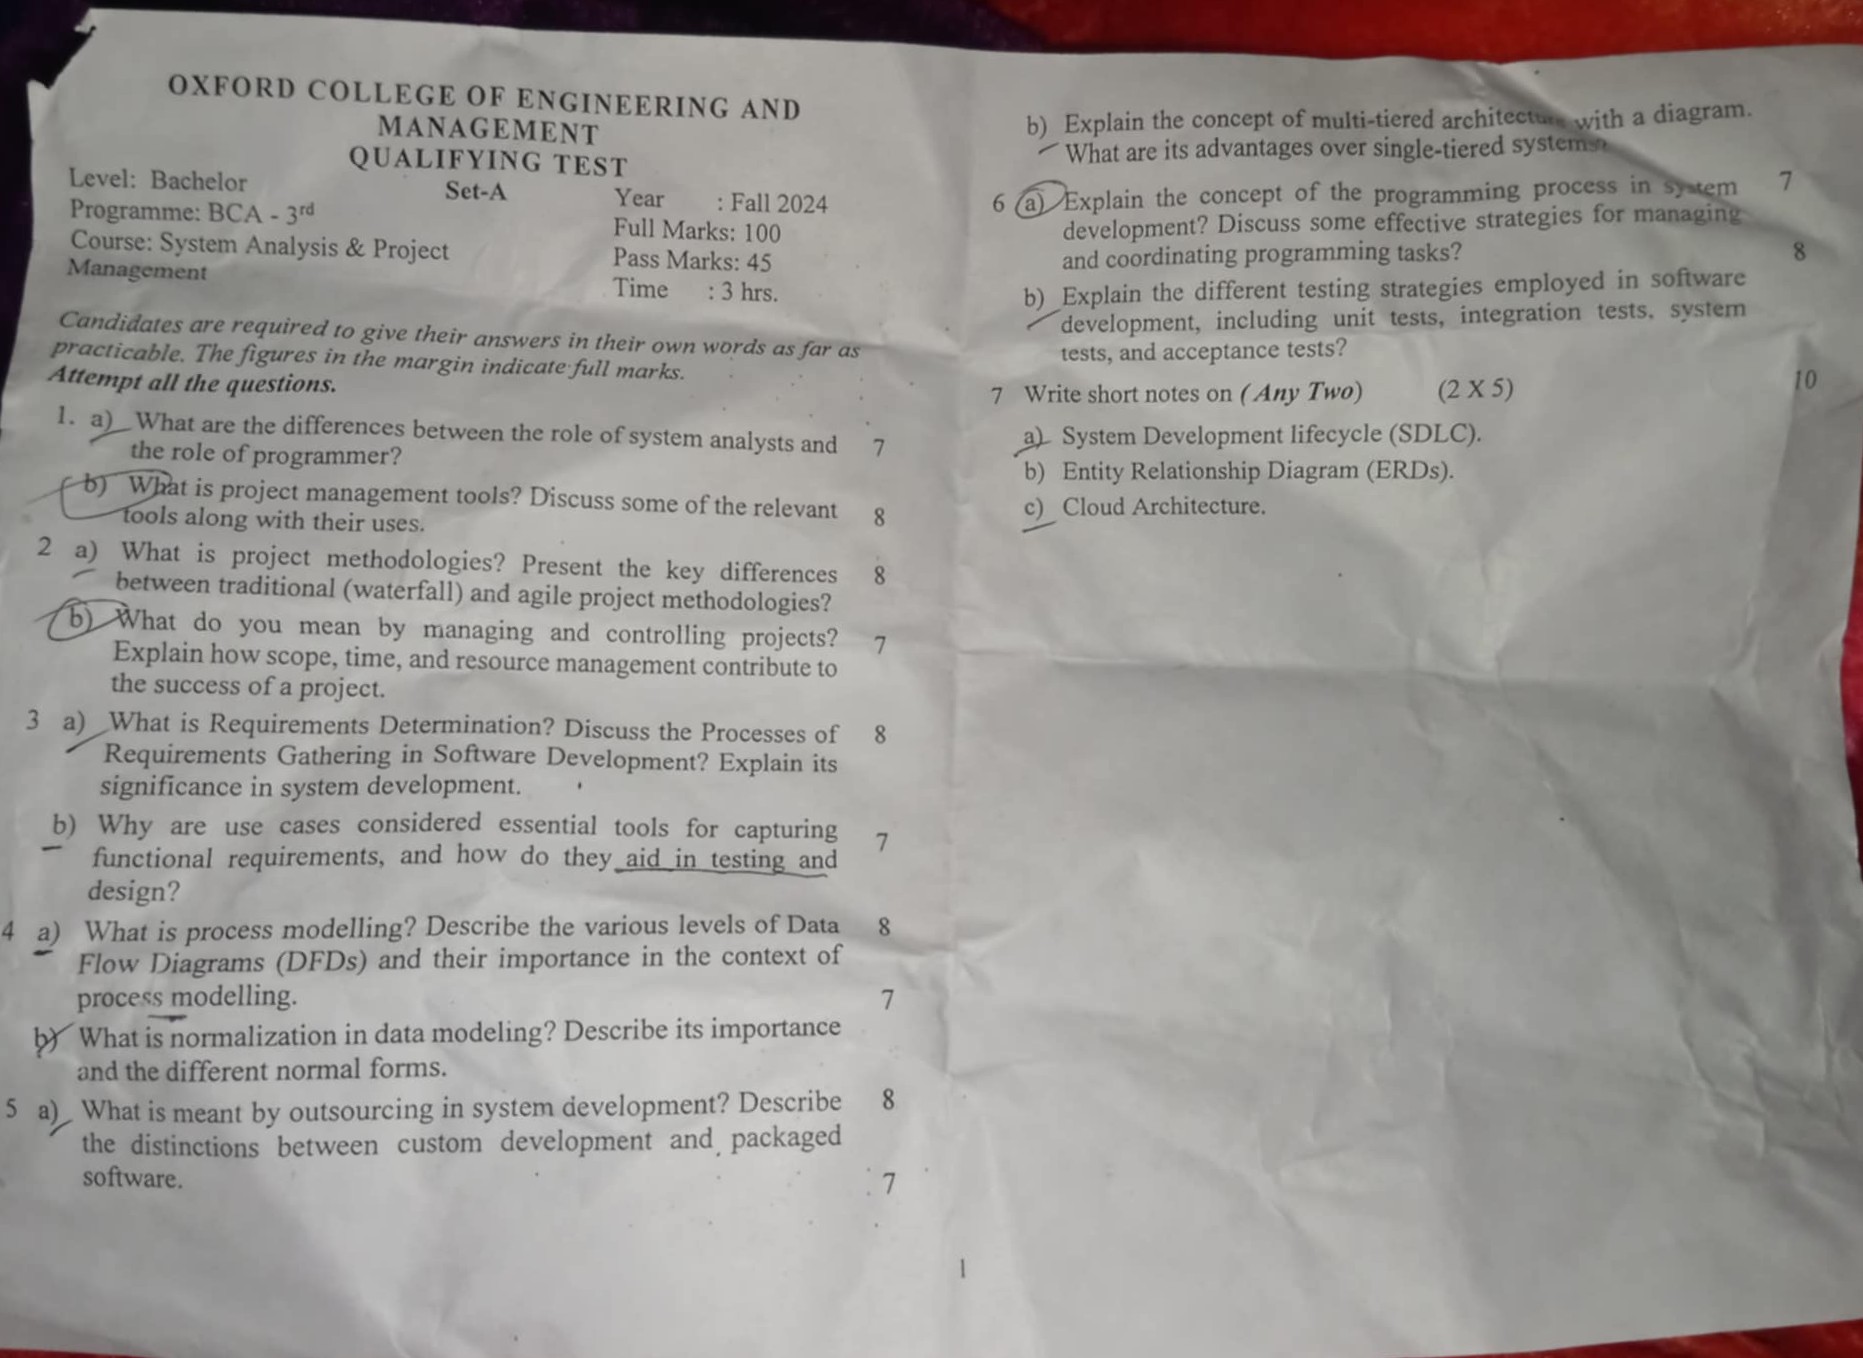 OXFORD COLLEGE OF ENGINEERING AND
MANAGEMENT
QUALIFYING TEST
Level: Bachelor
Set-A
Year : Fall 2024
Programme: BCA - 3rd
Full Marks: 100
Course: System Analysis & Project
Management
Pass Marks: 45
Time : 3 hrs.
Candidates are required to give their answers in their own words as far as
practicable. The figures in the margin indicate full marks.
Attempt all the questions.
1. a) What are the differences between the role of system analysts and 7
the role of programmer?
b) What is project management tools? Discuss some of the relevant
tools along with their uses. 8
2 a) What is project methodologies? Present the key differences 8
between traditional (waterfall) and agile project methodologies?
b) What do you mean by managing and controlling projects? 7
Explain how scope, time, and resource management contribute to
the success of a project.
3 a) What is Requirements Determination? Discuss the Processes of 8
Requirements Gathering in Software Development? Explain its
significance in system development.
b) Why are use cases considered essential tools for capturing 7
functional requirements, and how do they aid in testing and
design?
4 a) What is process modelling? Describe the various levels of Data 8
Flow Diagrams (DFDs) and their importance in the context of
process modelling.
7
b) What is normalization in data modeling? Describe its importance
and the different normal forms.
5 a) What is meant by outsourcing in system development? Describe 8
the distinctions between custom development and packaged
software.
7
1
b) Explain the concept of multi-tiered architecture with a diagram.
What are its advantages over single-tiered systems?
6 a) Explain the concept of the programming process in system 7
development? Discuss some effective strategies for managing
and coordinating programming tasks? 8
b) Explain the different testing strategies employed in software
development, including unit tests, integration tests, system
tests, and acceptance tests?
7 Write short notes on (Any Two) (2 X 5) 10
a) System Development lifecycle (SDLC).
b) Entity Relationship Diagram (ERDs).
c) Cloud Architecture.